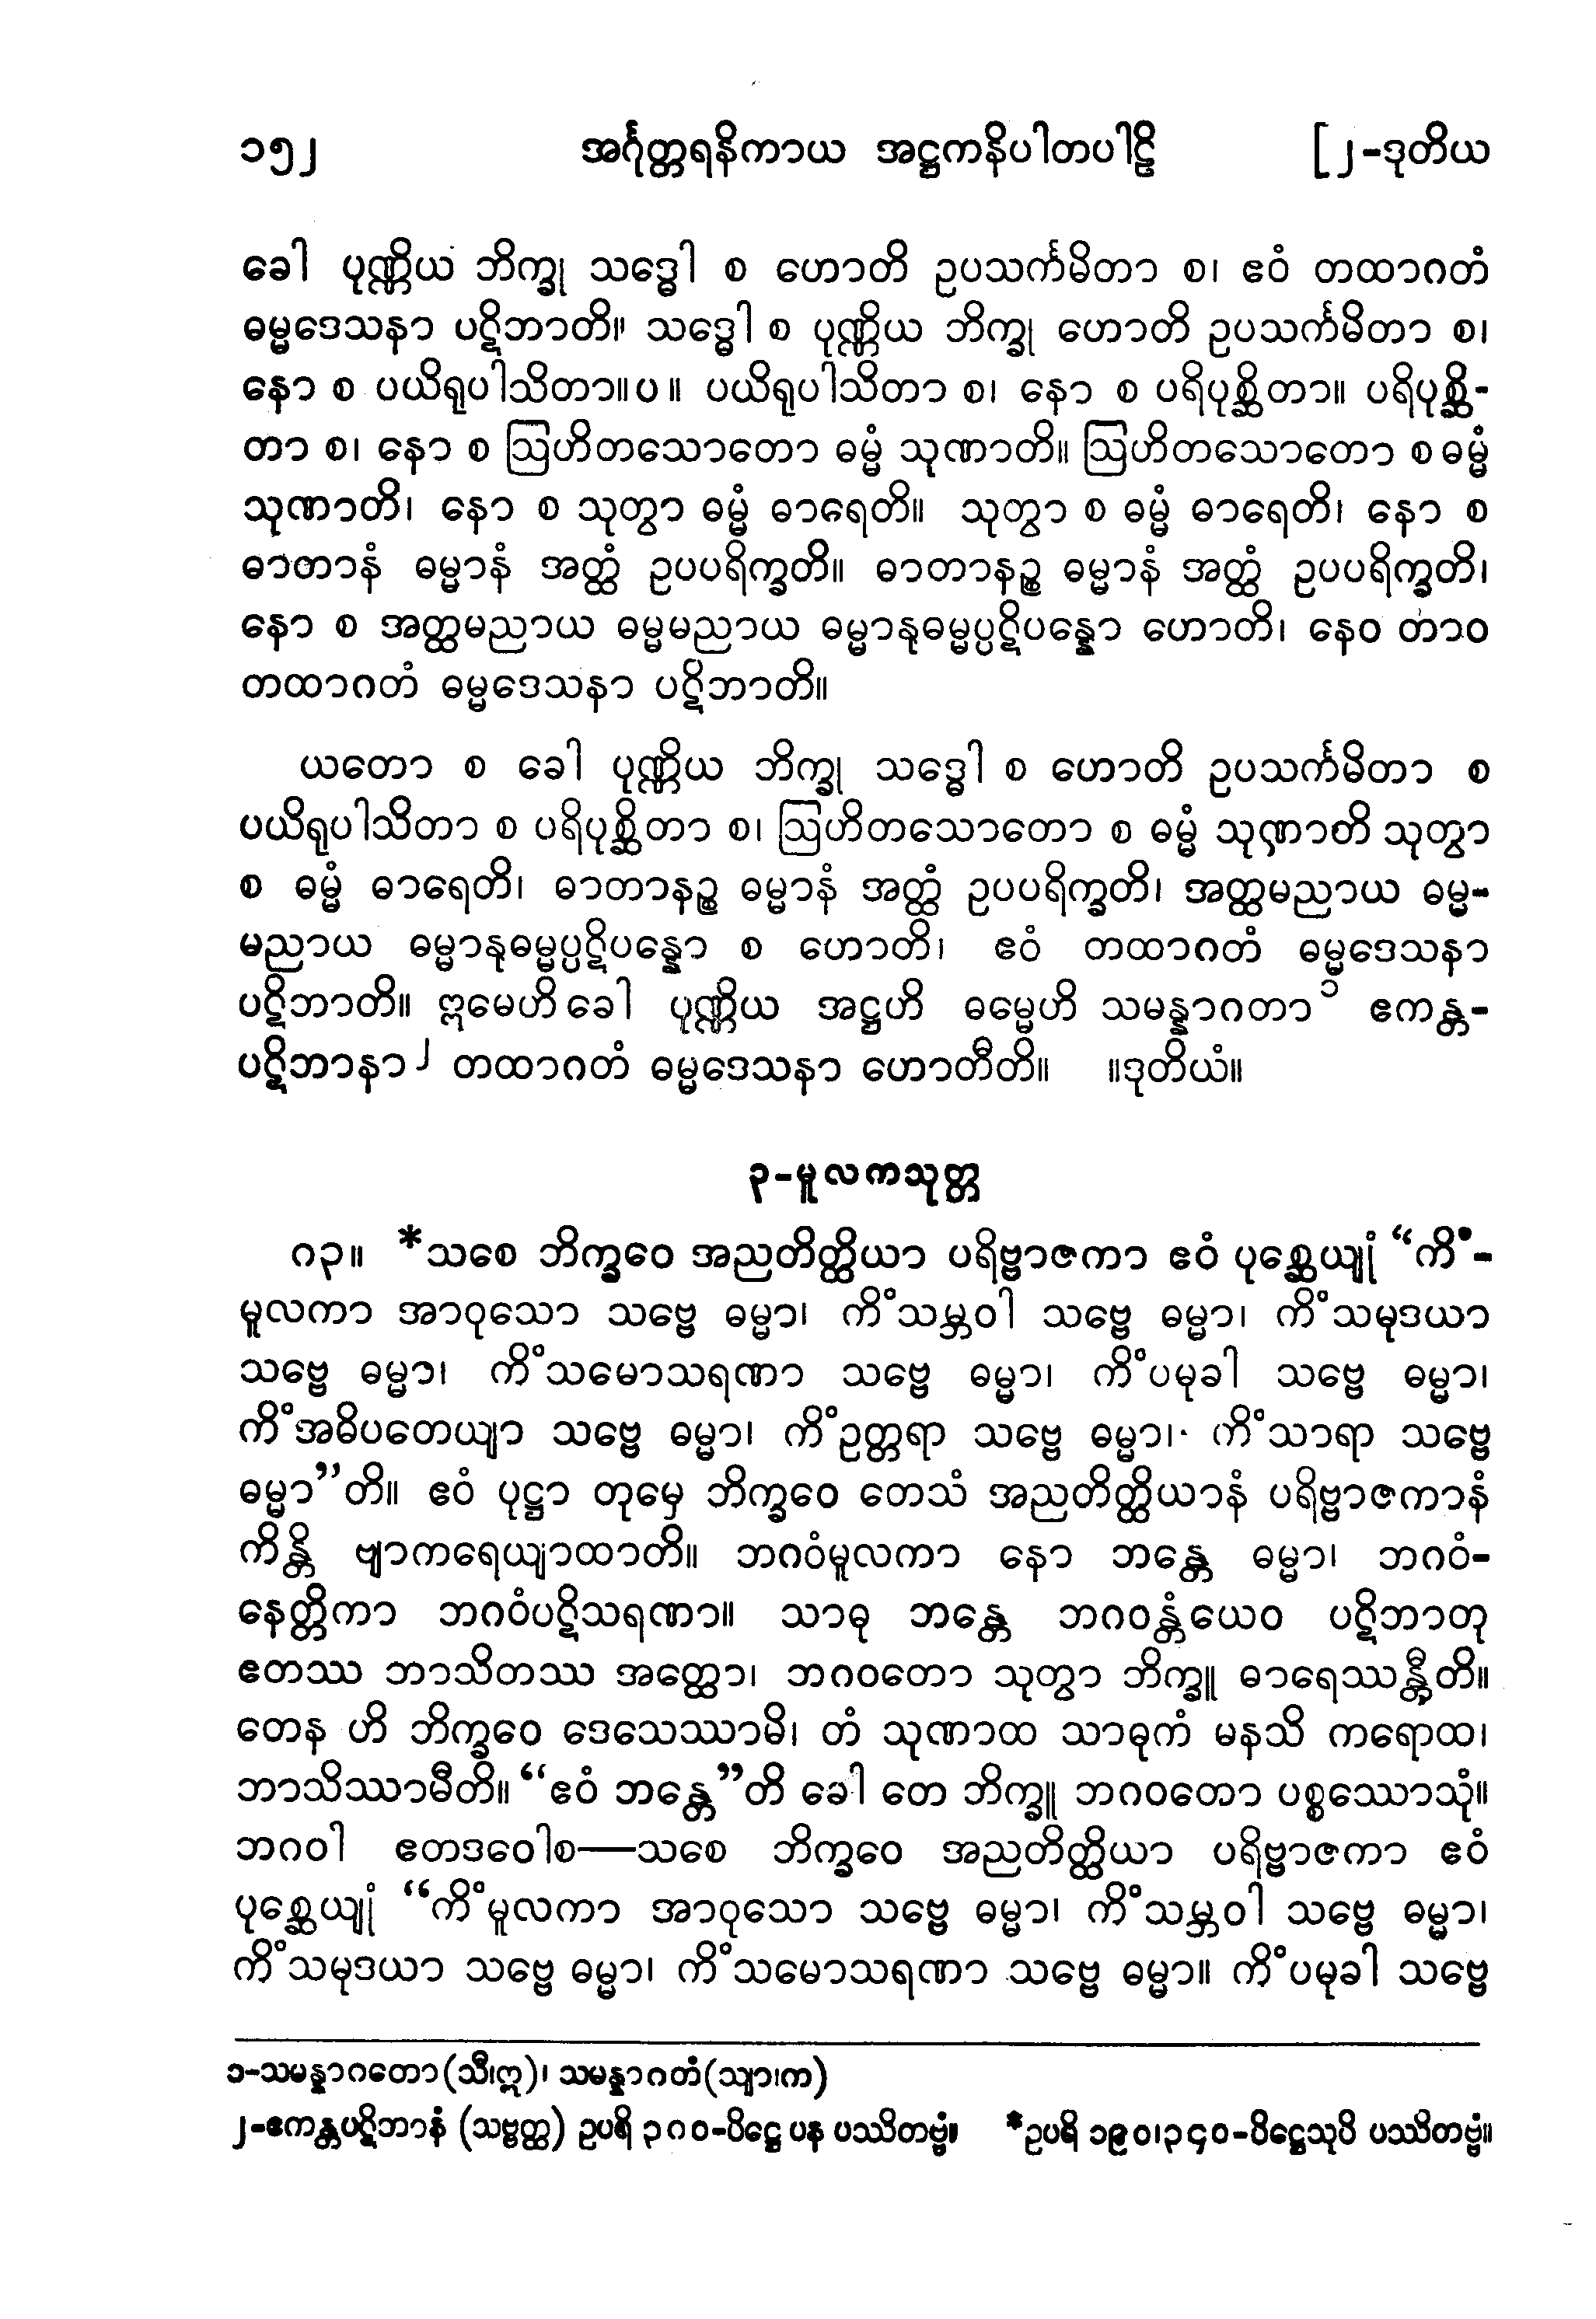 ၁၅၂ အင်္ဂုတ္တရနိကာယ အဋ္ဌကနိပါတပါဠိ [၂-ဒုတိယ
ခေါ ပုဏ္ဏိယ ဘိက္ခု သဒ္ဓေါ စ ဟောတိ ဥပသင်္ကမိတာ စ၊ ဧဝံ တထာဂတံ
ဓမ္မဒေသနာ ပဋိဘာတိ။ သဒ္ဓေါ စ ပုဏ္ဏိယ ဘိက္ခု ဟောတိ ဥပသင်္ကမိတာ စ၊
နော စ ပယိရုပါသိတာ။ပ။ ပယိရုပါသိတာ စ၊ နော စ ပရိပုစ္ဆိတာ။ ပရိပုစ္ဆိ-
တာ စ၊ နော စ ဩဟိတသောတော ဓမ္မံ သုဏာတိ။ ဩဟိတသောတော စ ဓမ္မံ
သုဏာတိ၊ နော စ သုတွာ ဓမ္မံ ဓာရေတိ။ သုတွာ စ ဓမ္မံ ဓာရေတိ၊ နော စ
ဓာတာနံ ဓမ္မာနံ အတ္ထံ ဥပပရိက္ခတိ။ ဓာတာနဉ္စ ဓမ္မာနံ အတ္ထံ ဥပပရိက္ခတိ၊
နော စ အတ္ထမညာယ ဓမ္မမညာယ ဓမ္မာနုဓမ္မပ္ပဋိပန္နော ဟောတိ၊ နေဝ တာဝ
တထာဂတံ ဓမ္မဒေသနာ ပဋိဘာတိ။
ယတော စ ခေါ ပုဏ္ဏိယ ဘိက္ခု သဒ္ဓေါ စ ဟောတိ ဥပသင်္ကမိတာ စ
ပယိရုပါသိတာ စ ပရိပုစ္ဆိတာ စ၊ ဩဟိတသောတော စ ဓမ္မံ သုဏာတိ သုတွာ
စ ဓမ္မံ ဓာရေတိ၊ ဓာတာနဉ္စ ဓမ္မာနံ အတ္ထံ ဥပပရိက္ခတိ၊ အတ္ထမညာယ ဓမ္မ-
မညာယ ဓမ္မာနုဓမ္မပ္ပဋိပန္နော စ ဟောတိ၊ ဧဝံ တထာဂတံ ဓမ္မဒေသနာ
ပဋိဘာတိ။ ဣမေဟိ ခေါ ပုဏ္ဏိယ အဋ္ဌဟိ ဓမ္မေဟိ သမန္နာဂတာ၁ ဧကန္တ-
ပဋိဘာနာ၂ တထာဂတံ ဓမ္မဒေသနာ ဟောတီတိ။ ။ဒုတိယံ။
၃-မူလကသုတ္တ
၈၃။ *သစေ ဘိက္ခဝေ အညတိတ္ထိယာ ပရိဗ္ဗာဇကာ ဧဝံ ပုစ္ဆေယျုံ “ကိံ-
မူလကာ အာဝုသော သဗ္ဗေ ဓမ္မာ၊ ကိံသမ္ဘဝါ သဗ္ဗေ ဓမ္မာ၊ ကိံသမုဒယာ
သဗ္ဗေ ဓမ္မာ၊ ကိံသမောသရဏာ သဗ္ဗေ ဓမ္မာ၊ ကိံပမုခါ သဗ္ဗေ ဓမ္မာ၊
ကိံအဓိပတေယျာ သဗ္ဗေ ဓမ္မာ၊ ကိံဥတ္တရာ သဗ္ဗေ ဓမ္မာ၊ ကိံသာရာ သဗ္ဗေ
ဓမ္မာ”တိ။ ဧဝံ ပုဋ္ဌာ တုမှေ ဘိက္ခဝေ တေသံ အညတိတ္ထိယာနံ ပရိဗ္ဗာဇကာနံ
ကိန္တိ ဗျာကရေယျာထာတိ။ ဘဂဝံမူလကာ နော ဘန္တေ ဓမ္မာ၊ ဘဂဝံ-
နေတ္တိကာ ဘဂဝံပဋိသရဏာ။ သာဓု ဘန္တေ ဘဂဝန္တံယေဝ ပဋိဘာတု
ဧတဿ ဘာသိတဿ အတ္ထော၊ ဘဂဝတော သုတွာ ဘိက္ခူ ဓာရေဿန္တီတိ။
တေန ဟိ ဘိက္ခဝေ ဒေသေဿာမိ၊ တံ သုဏာထ သာဓုကံ မနသိ ကရောထ၊
ဘာသိဿာမီတိ။ “ဧဝံ ဘန္တေ”တိ ခေါ တေ ဘိက္ခူ ဘဂဝတော ပစ္စဿောသုံ။
ဘဂဝါ ဧတဒဝေါစ—သစေ ဘိက္ခဝေ အညတိတ္ထိယာ ပရိဗ္ဗာဇကာ ဧဝံ
ပုစ္ဆေယျုံ “ကိံမူလကာ အာဝုသော သဗ္ဗေ ဓမ္မာ၊ ကိံသမ္ဘဝါ သဗ္ဗေ ဓမ္မာ၊
ကိံသမုဒယာ သဗ္ဗေ ဓမ္မာ၊ ကိံသမောသရဏာ သဗ္ဗေ ဓမ္မာ။ ကိံပမုခါ သဗ္ဗေ
၁-သမန္နာဂတော(သီ၊ဣ)၊ သမန္နာဂတံ(သျာ၊က)
၂-ဧကန္တပဋိဘာနံ (သဗ္ဗတ္ထ) ဥပရိ ၃၈၀-ပိဋ္ဌေ ပန ပဿိတဗ္ဗံ။ *ဥပရိ ၁၉၀၊၃၄၀-ပိဋ္ဌေသုပိ ပဿိတဗ္ဗံ။